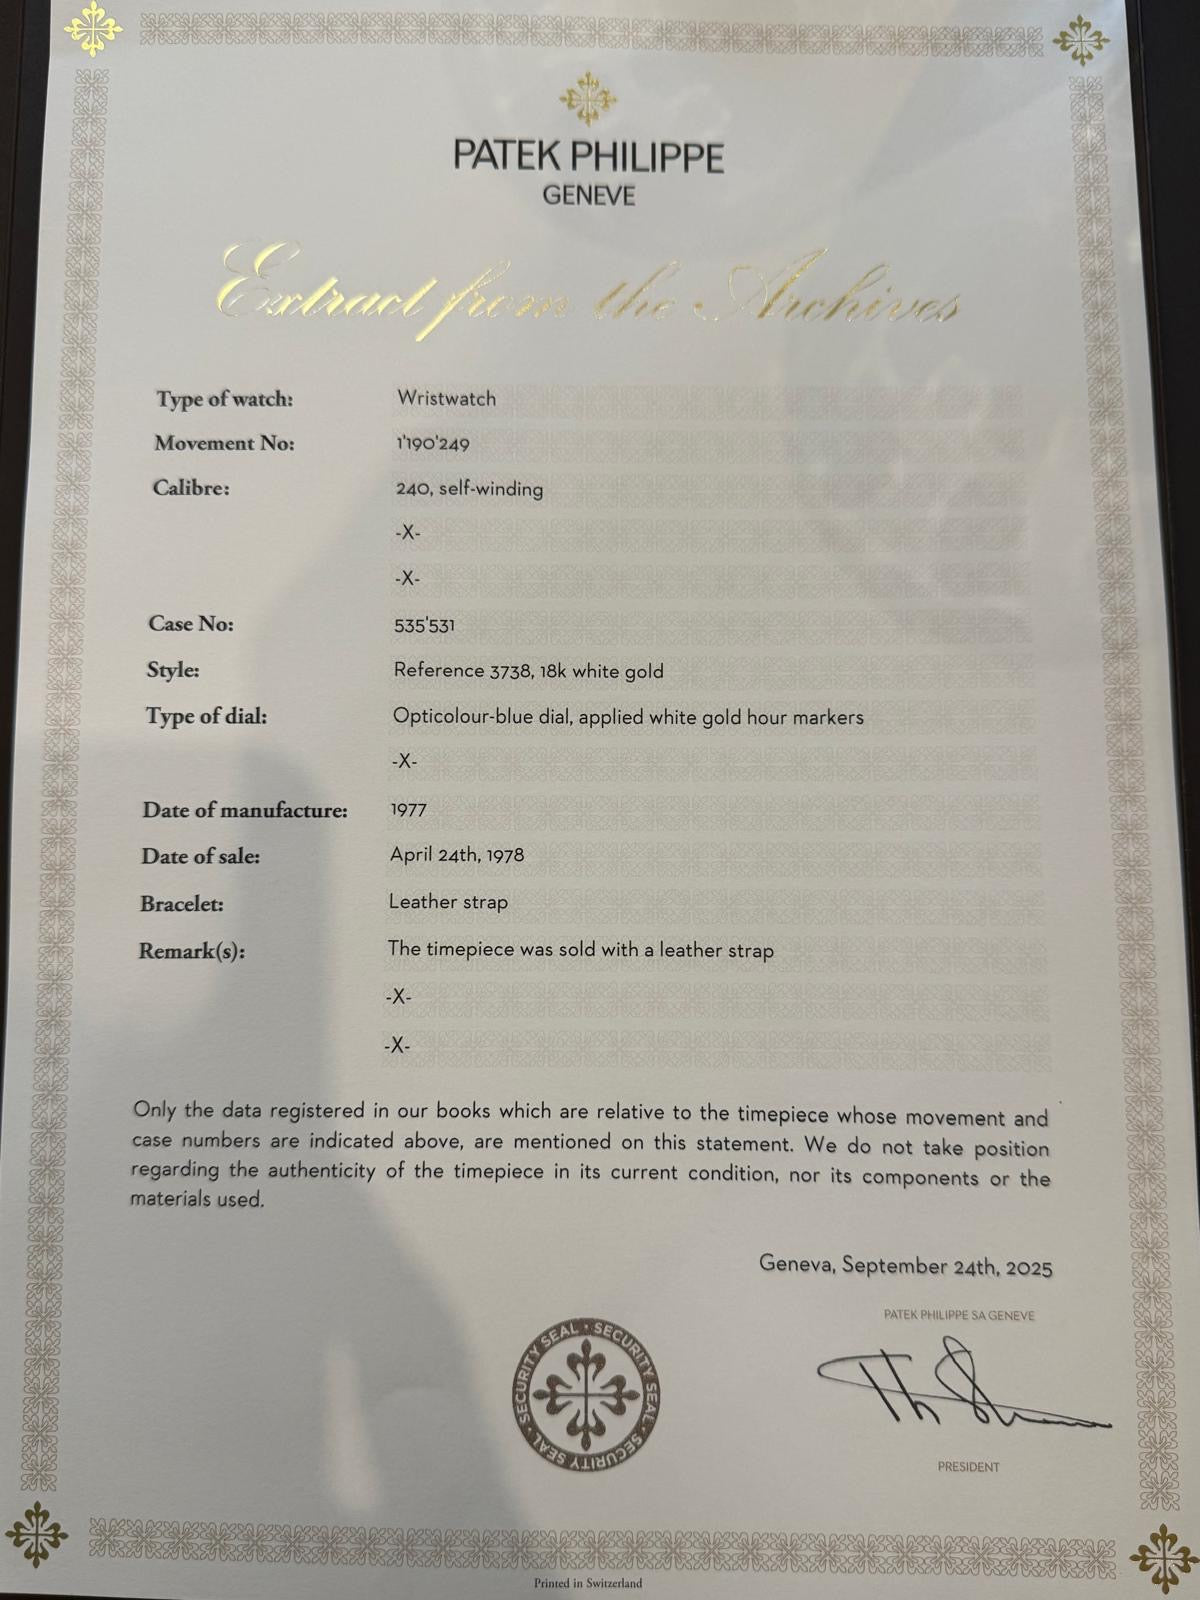 PATEK PHILIPPE
GENEVE
Extract from the Archives
Type of watch: Wristwatch
Movement No: 1'190'249
Calibre: 240, self-winding
-X-
-X-
Case No: 535'531
Style: Reference 3738, 18k white gold
Type of dial: Opticolour-blue dial, applied white gold hour markers
-X-
Date of manufacture: 1977
Date of sale: April 24th, 1978
Bracelet: Leather strap
Remark(s): The timepiece was sold with a leather strap
-X-
-X-
Only the data registered in our books which are relative to the timepiece whose movement and
case numbers are indicated above, are mentioned on this statement. We do not take position
regarding the authenticity of the timepiece in its current condition, nor its components or the
materials used.
Geneva, September 24th, 2025
PATEK PHILIPPE SA GENEVE
SECURITY SEAL · SECURITY SEAL · SECURITY SEAL ·
PRESIDENT
Printed in Switzerland